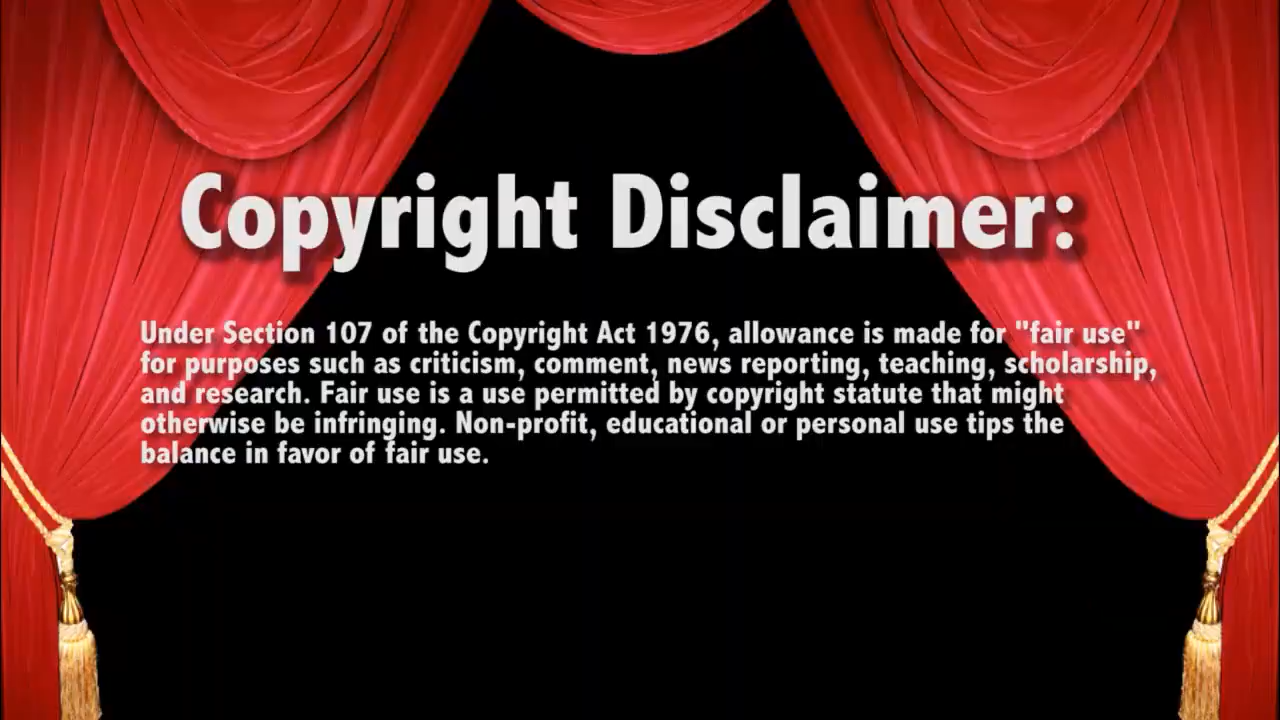 Copyright Disclaimer:
Under Section 107 of the Copyright Act 1976, allowance is made for "fair use"
for purposes such as criticism, comment, news reporting, teaching, scholarship,
and research. Fair use is a use permitted by copyright statute that might
otherwise be infringing. Non-profit, educational or personal use tips the
balance in favor of fair use.